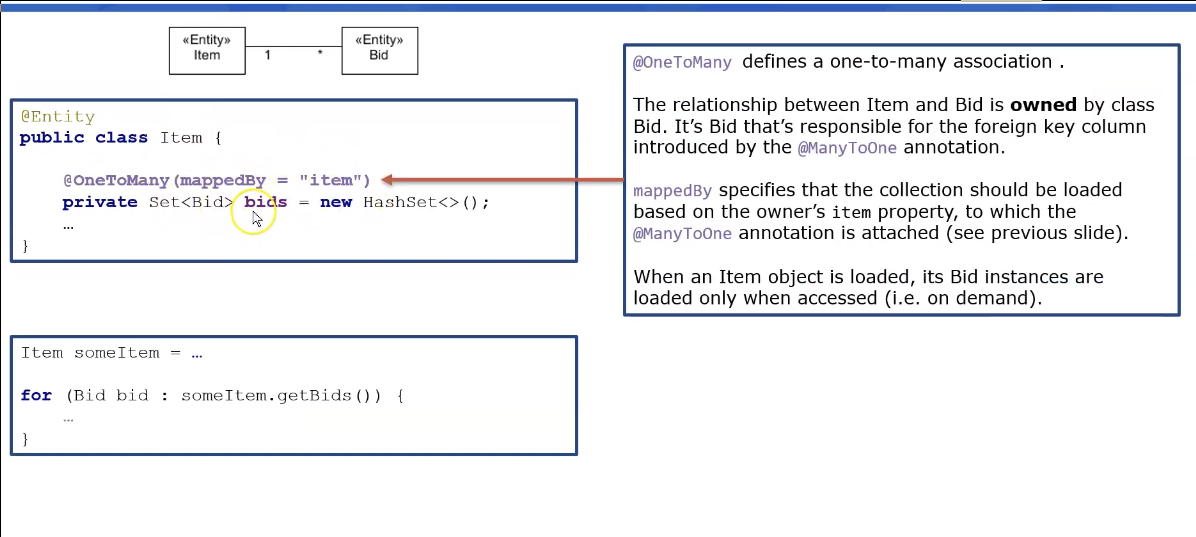 «Entity»
Item
1
*
«Entity»
Bid
@Entity
public class Item {
@OneToMany(mappedBy = "item")
private Set<Bid> bids = new HashSet<>();
…
}
@OneToMany defines a one-to-many association .
The relationship between Item and Bid is owned by class
Bid. It’s Bid that’s responsible for the foreign key column
introduced by the @ManyToOne annotation.
mappedBy specifies that the collection should be loaded
based on the owner’s item property, to which the
@ManyToOne annotation is attached (see previous slide).
When an Item object is loaded, its Bid instances are
loaded only when accessed (i.e. on demand).
Item someItem = …
for (Bid bid : someItem.getBids()) {
…
}